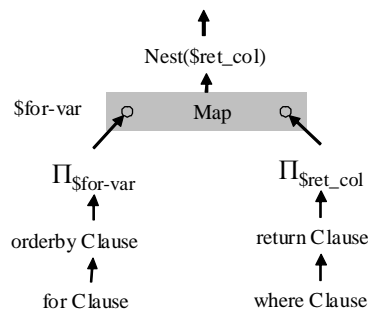 Nest($ret_col)
$for-var
Map
Π$for-var
Π$ret_col
orderby Clause
return Clause
for Clause
where Clause